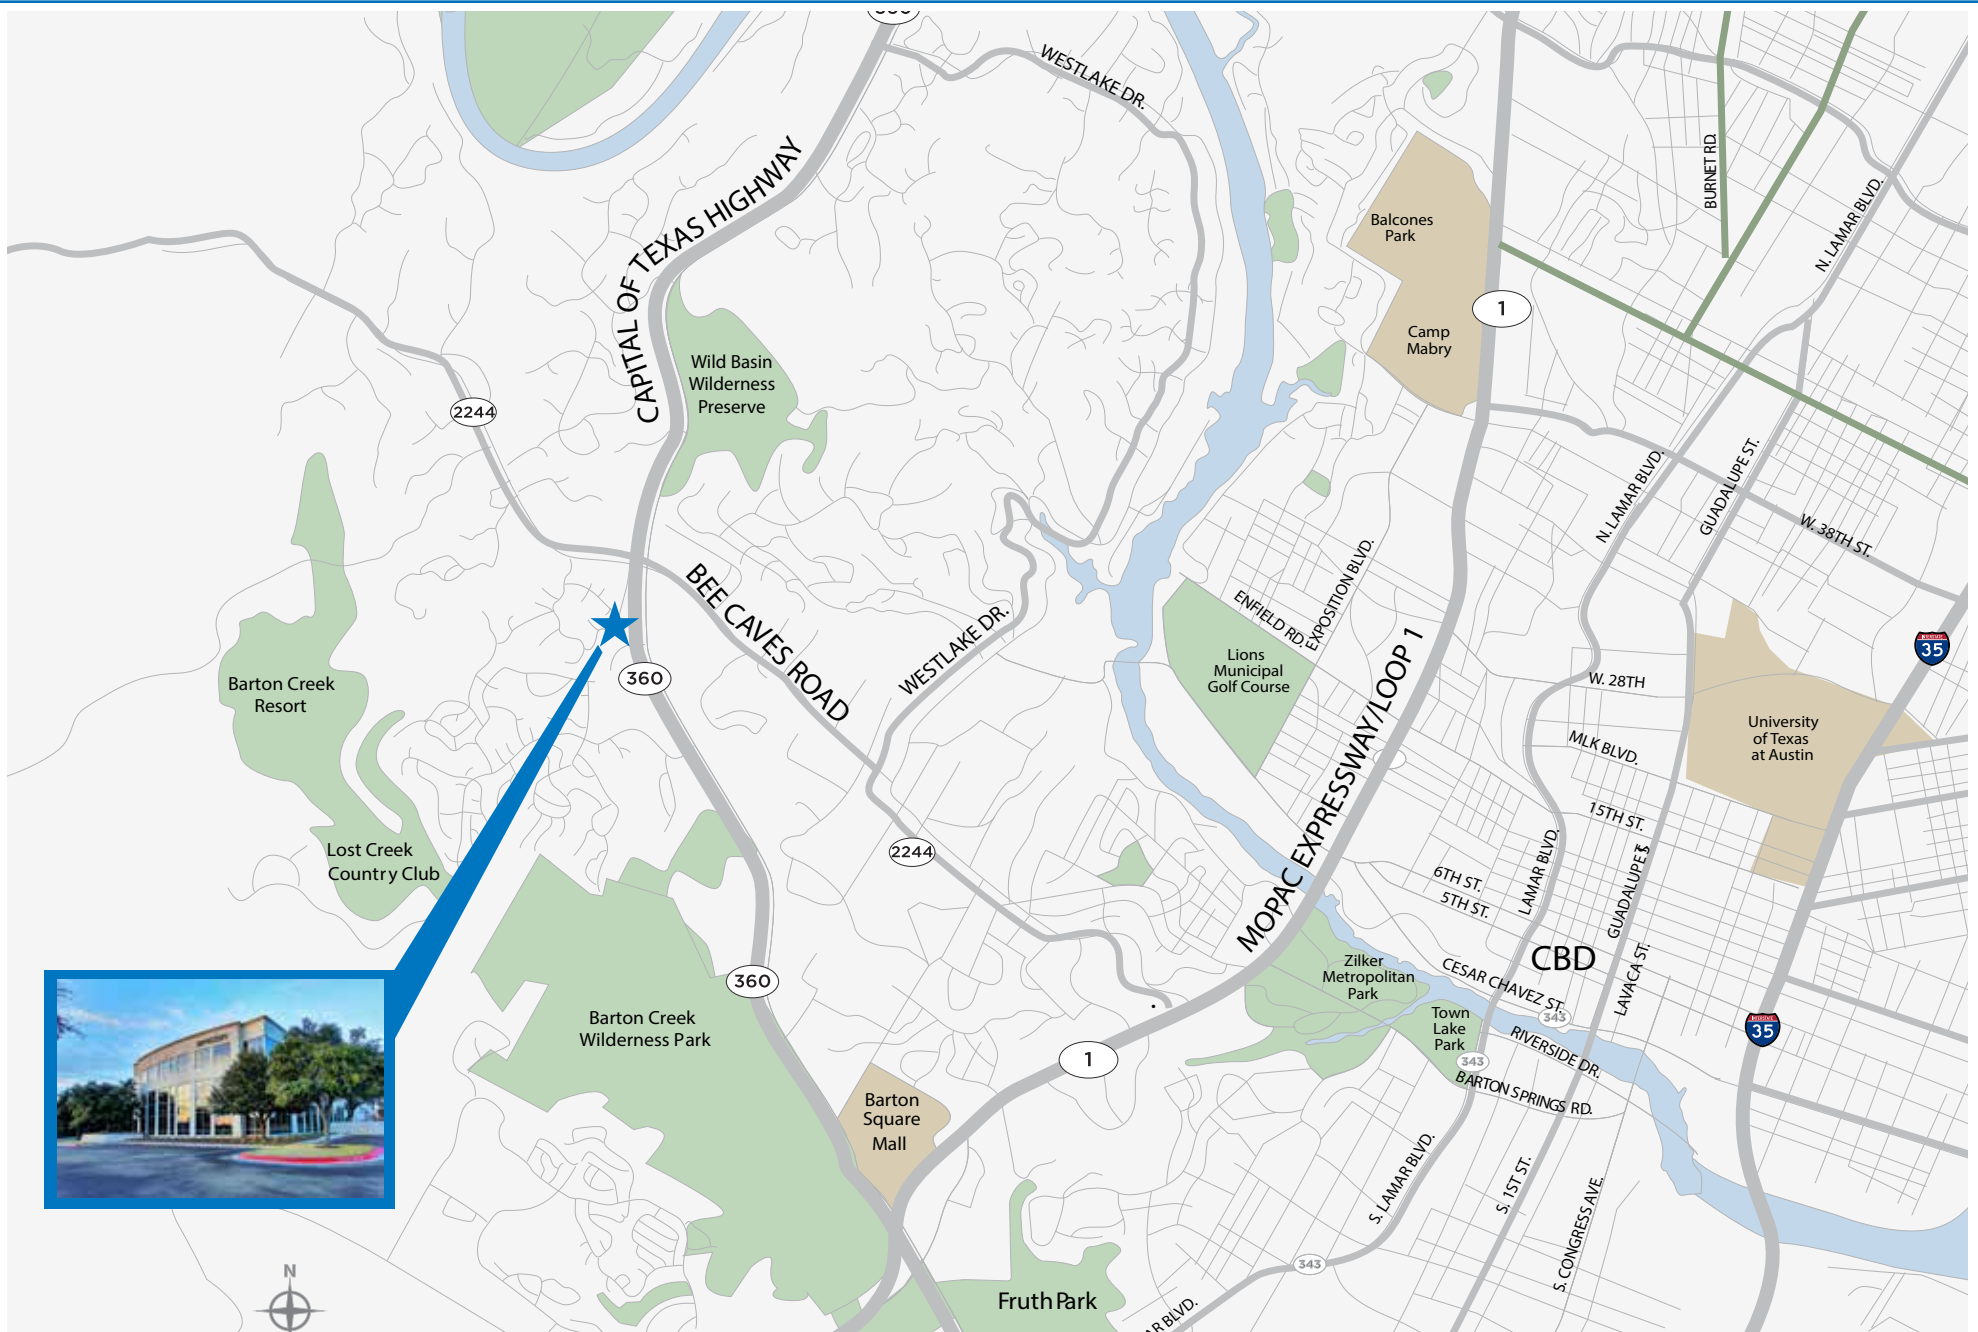 360
WESTLAKE DR.
CAPITAL OF TEXAS HIGHWAY
BURNET RD.
N. LAMAR BLVD.
Balcones
Park
1
Camp
Mabry
Wild Basin
Wilderness
Preserve
2244
N. LAMAR BLVD.
GUADALUPE ST.
W. 38TH ST.
BEE CAVES ROAD
WESTLAKE DR.
ENFIELD RD.
EXPOSITION BLVD.
INTERSTATE
35
360
Lions
Municipal
Golf Course
W. 28TH
Barton Creek
Resort
MOPAC EXPRESSWAY/LOOP 1
MLK BLVD.
University
of Texas
at Austin
15TH ST.
Lost Creek
Country Club
2244
6TH ST.
5TH ST.
LAMAR BLVD.
GUADALUPE S
LAVACA ST.
CBD
360
Zilker
Metropolitan
Park
CESAR CHAVEZ ST.
343
Town
Lake
Park
RIVERSIDE DR.
INTERSTATE
35
Barton Creek
Wilderness Park
1
343
BARTON SPRINGS RD.
Barton
Square
Mall
S. LAMAR BLVD.
S. 1ST ST.
S. CONGRESS AVE.
343
N
Fruth Park
AR BLVD.